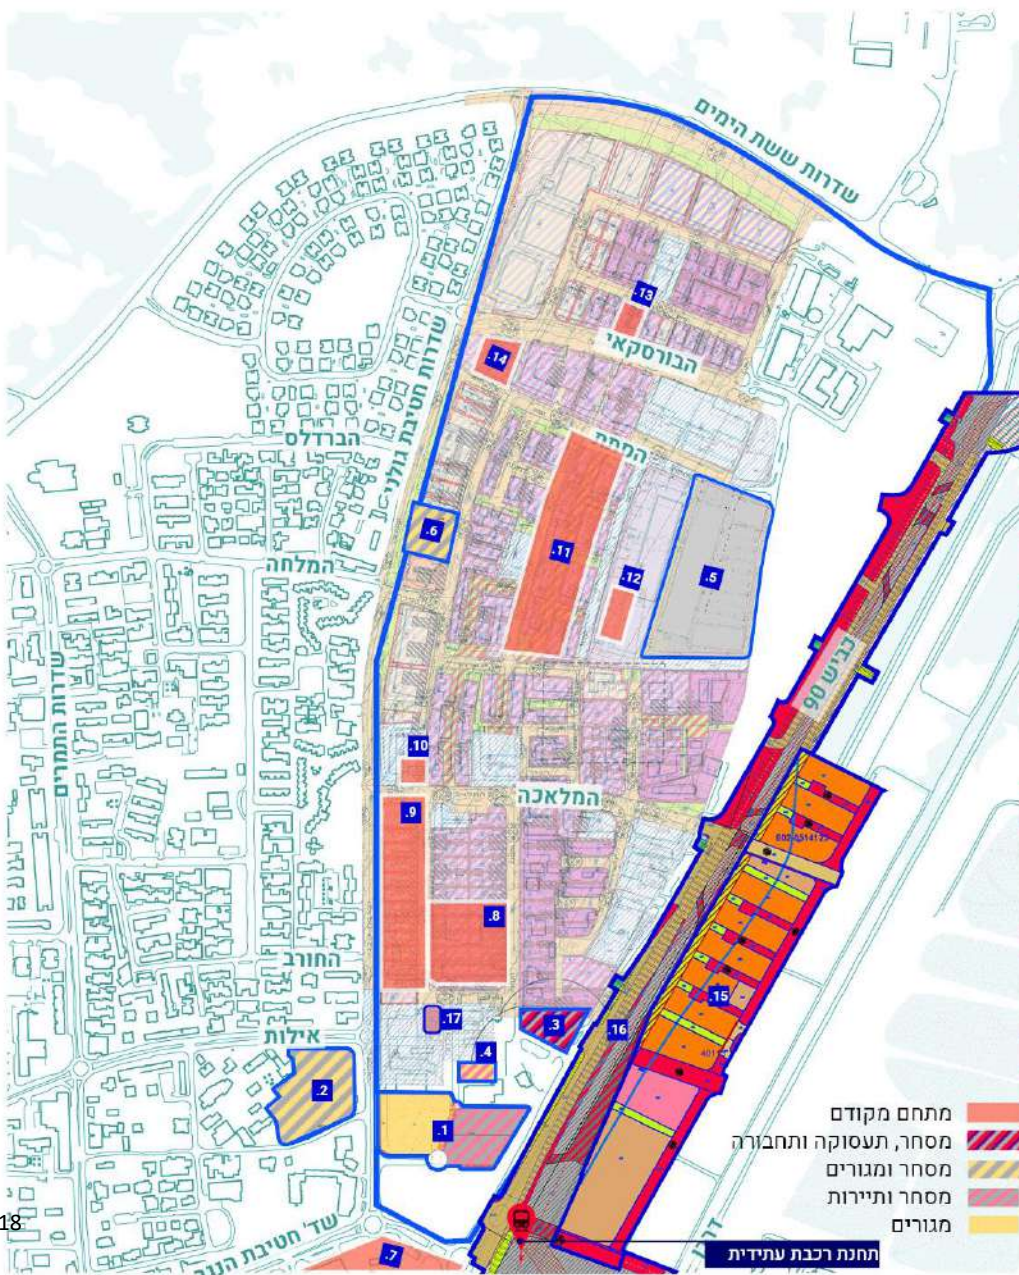 שדרות ששת הימים
.13
הבורסקאי
.14
שדרות חטיבת גולני
הברדלס
.11
.6
.5
.12
המלחה
כביש 90
שדרות התמרים
.10
המלאכה
.9
.8
החורב
.15
.17
.3
.16
אילות
.4
.2
.1
מתחם מקודם
מסחר, תעסוקה ותחבורה
מסחר ומגורים
מסחר ותיירות
מגורים
18
שד' חטיבת הנגב
.7
תחנת רכבת עתידית